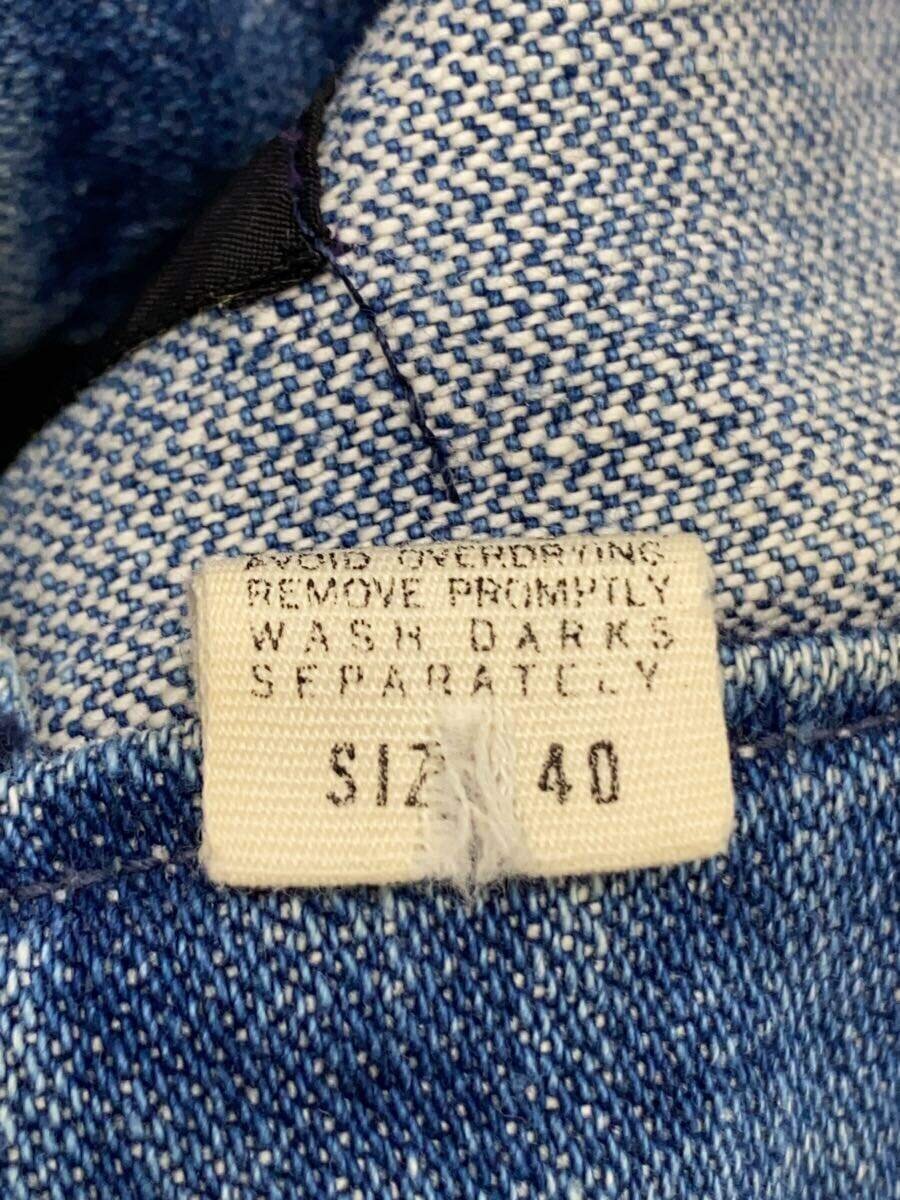 AVOID OVERDRYING
REMOVE PROMPTLY
WASH DARKS
SEPARATELY
SIZ 40